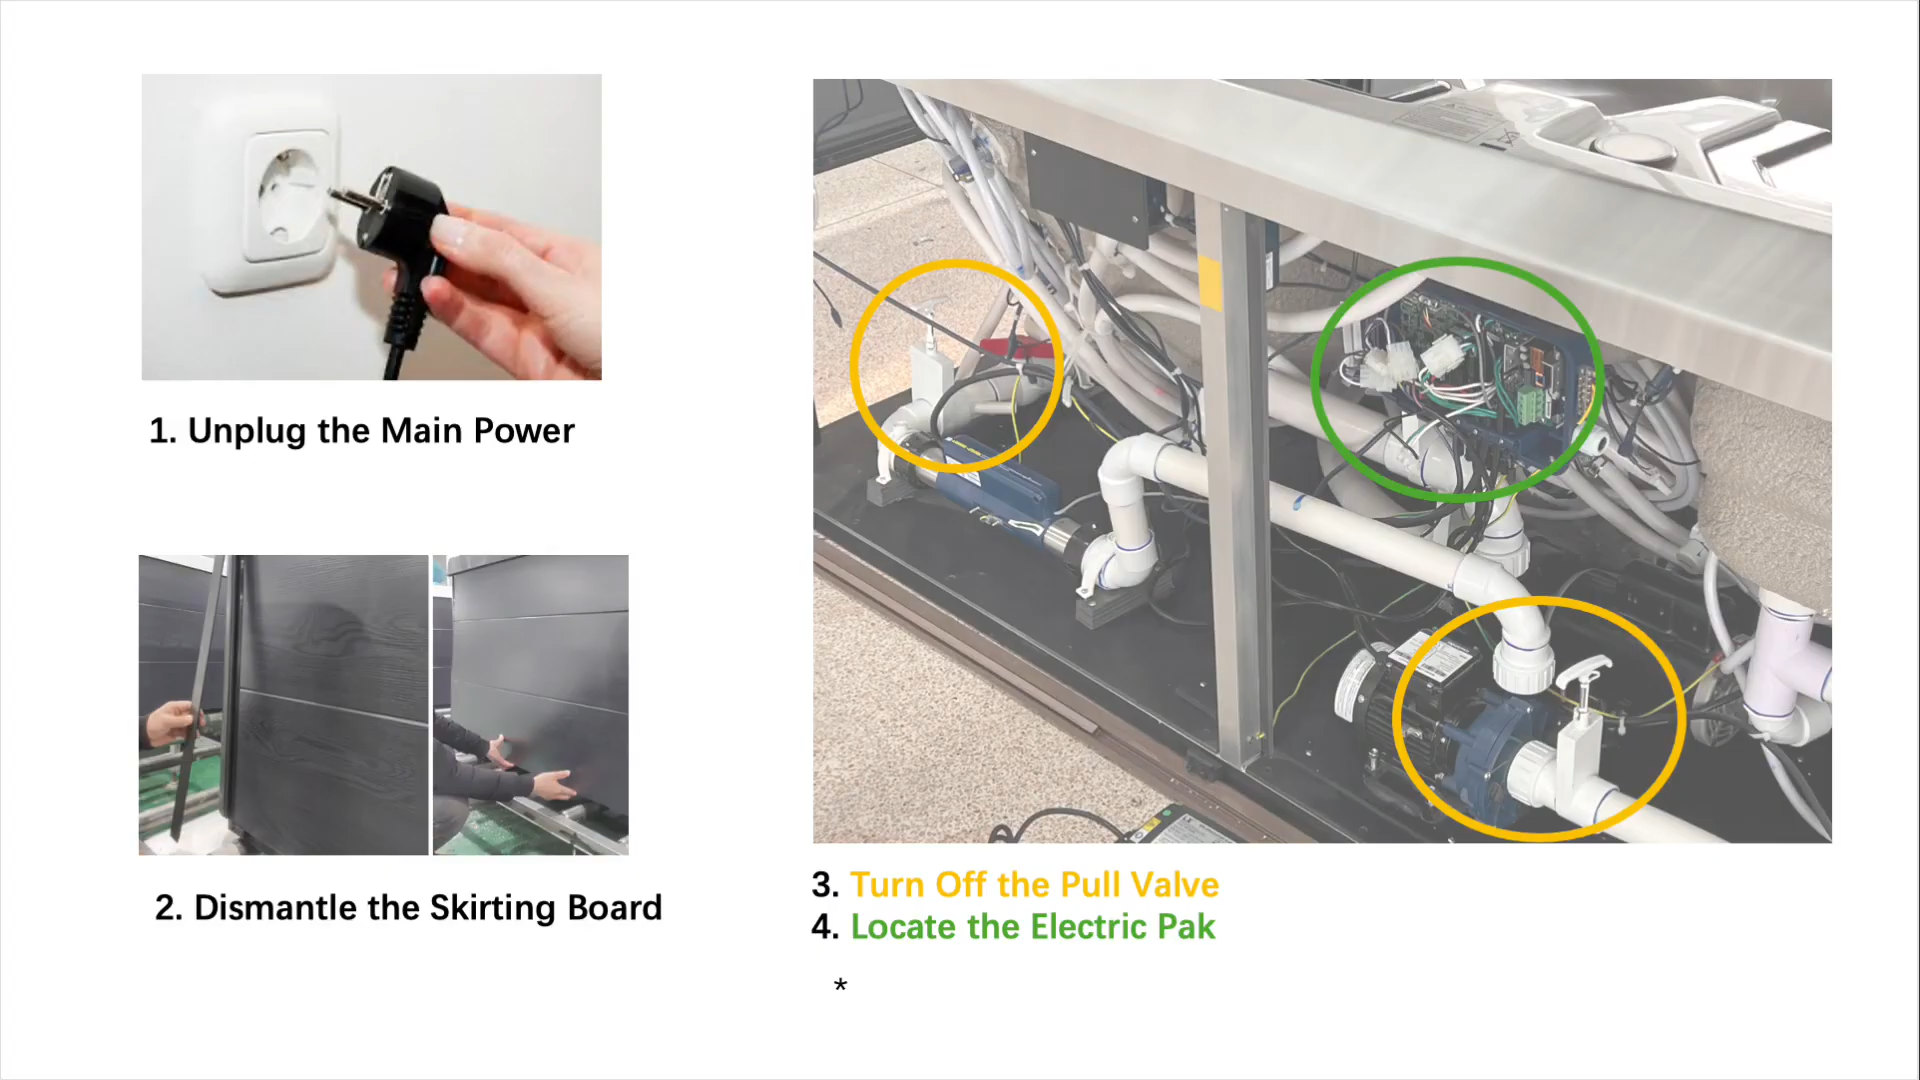 1. Unplug the Main Power
2. Dismantle the Skirting Board
3. Turn Off the Pull Valve
4. Locate the Electric Pak
*